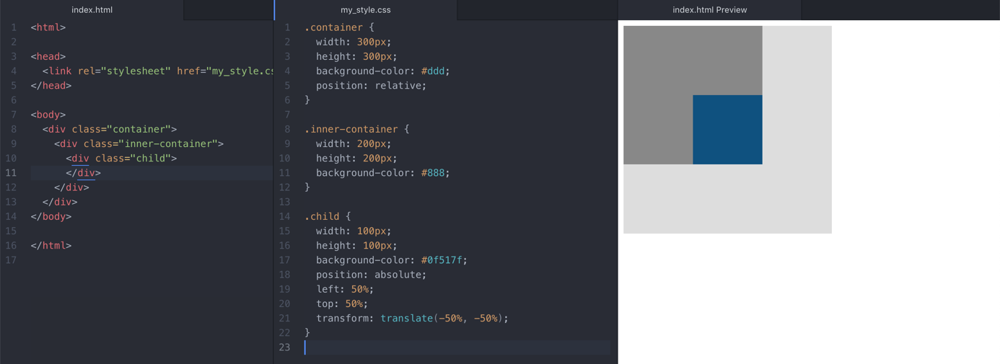 index.html
1 <html>
2
3 <head>
4 <link rel="stylesheet" href="my_style.cs
5 </head>
6
7 <body>
8 <div class="container">
9 <div class="inner-container">
10 <div class="child">
11 </div>
12 </div>
13 </div>
14 </body>
15
16 </html>
17
my_style.css
1 .container {
2 width: 300px;
3 height: 300px;
4 background-color: #ddd;
5 position: relative;
6 }
7
8 .inner-container {
9 width: 200px;
10 height: 200px;
11 background-color: #888;
12 }
13
14 .child {
15 width: 100px;
16 height: 100px;
17 background-color: #0f517f;
18 position: absolute;
19 left: 50%;
20 top: 50%;
21 transform: translate(-50%, -50%);
22 }
23
index.html Preview